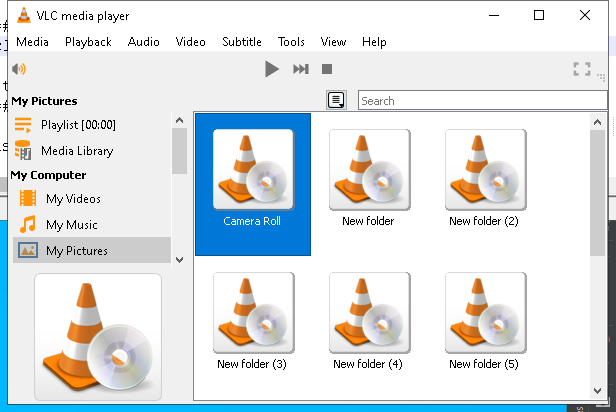 VLC media player
Media Playback Audio Video Subtitle Tools View Help
My Pictures
Search
Playlist [00:00]
Media Library
My Computer
My Videos
My Music
My Pictures
Camera Roll New folder New folder (2)
New folder (3) New folder (4) New folder (5)